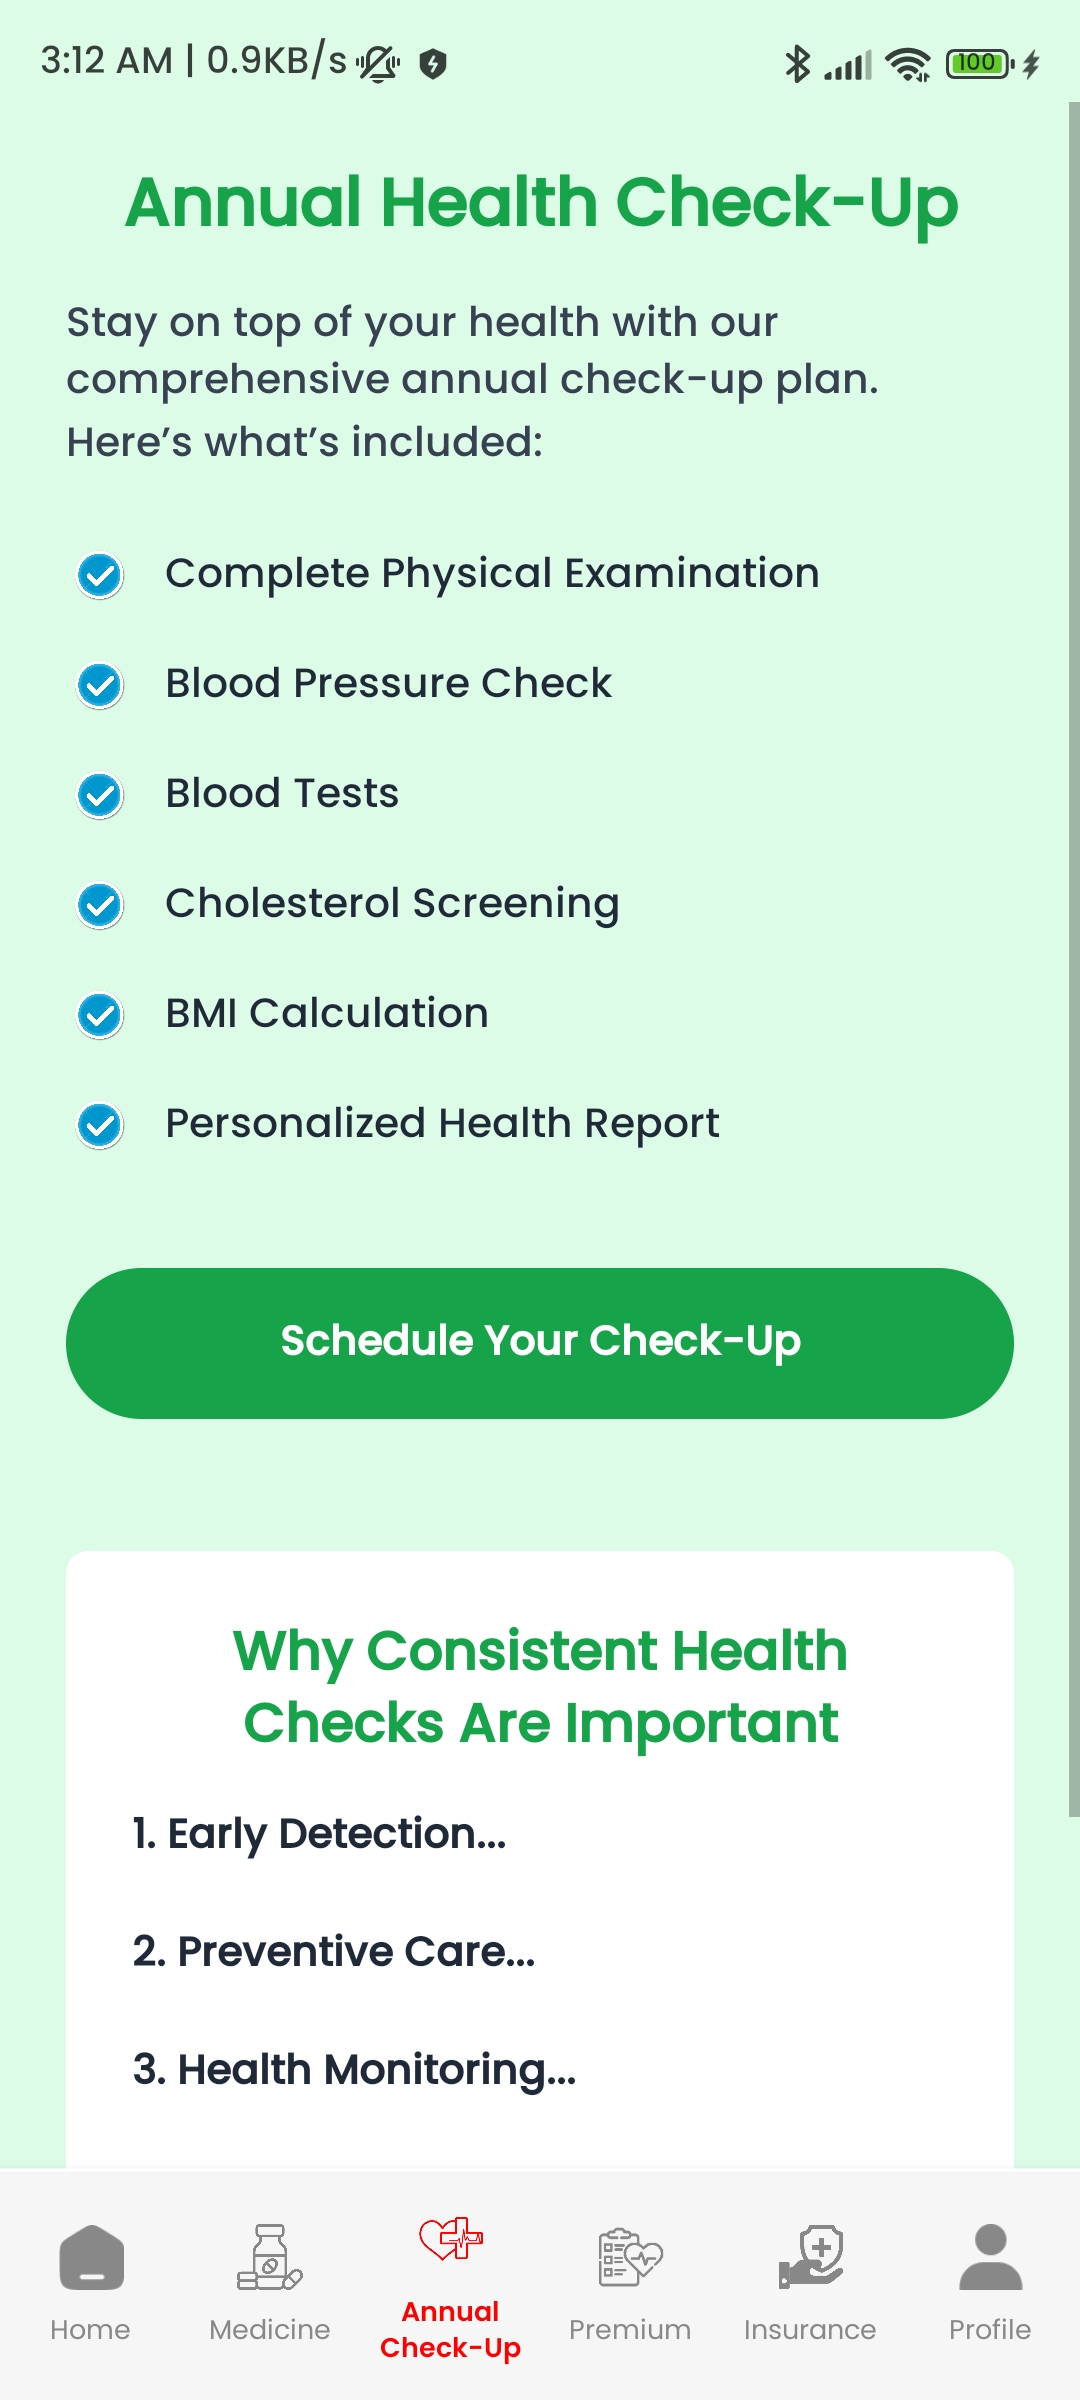 3:12 AM | 0.9KB/s
100
Annual Health Check-Up
Stay on top of your health with our
comprehensive annual check-up plan.
Here’s what’s included:
Complete Physical Examination
Blood Pressure Check
Blood Tests
Cholesterol Screening
BMI Calculation
Personalized Health Report
Schedule Your Check-Up
Why Consistent Health
Checks Are Important
1. Early Detection...
2. Preventive Care...
3. Health Monitoring...
Home
Medicine
Annual
Check-Up
Premium
Insurance
Profile